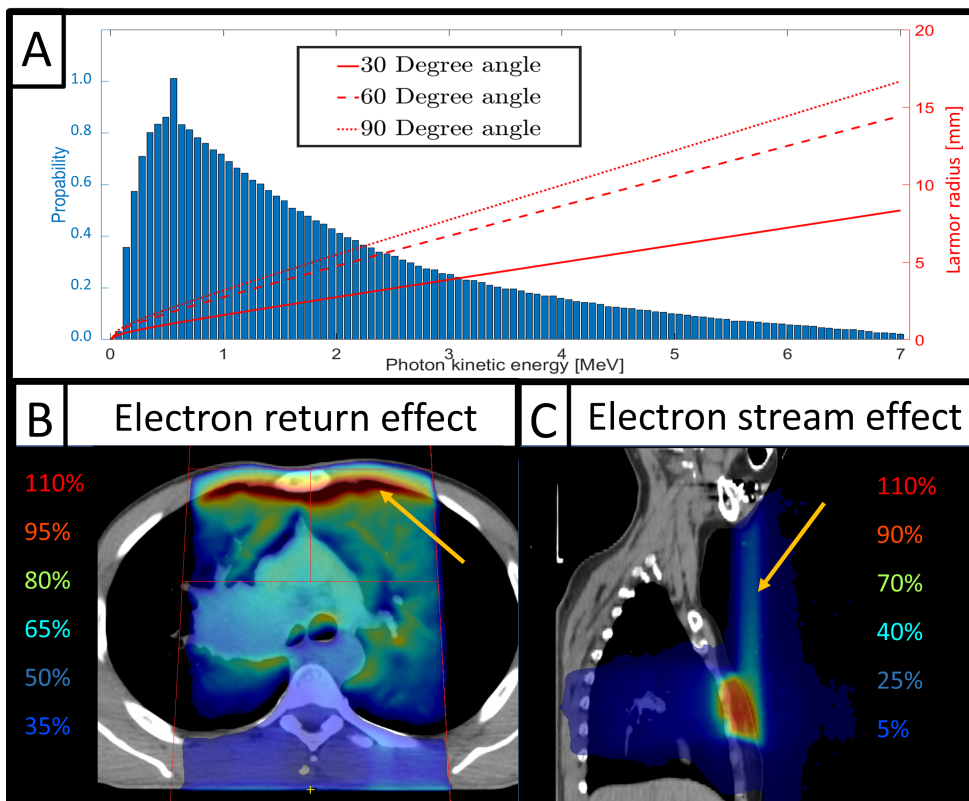 A
30 Degree angle
60 Degree angle
90 Degree angle
Propability
1.0
0.8
0.6
0.4
0.2
0.0
0
1
2
3
4
5
6
7
Photon kinetic energy [MeV]
20
15
10
5
0
Larmor radius [mm]
B
Electron return effect
110%
95%
80%
65%
50%
35%
C
Electron stream effect
110%
90%
70%
40%
25%
5%